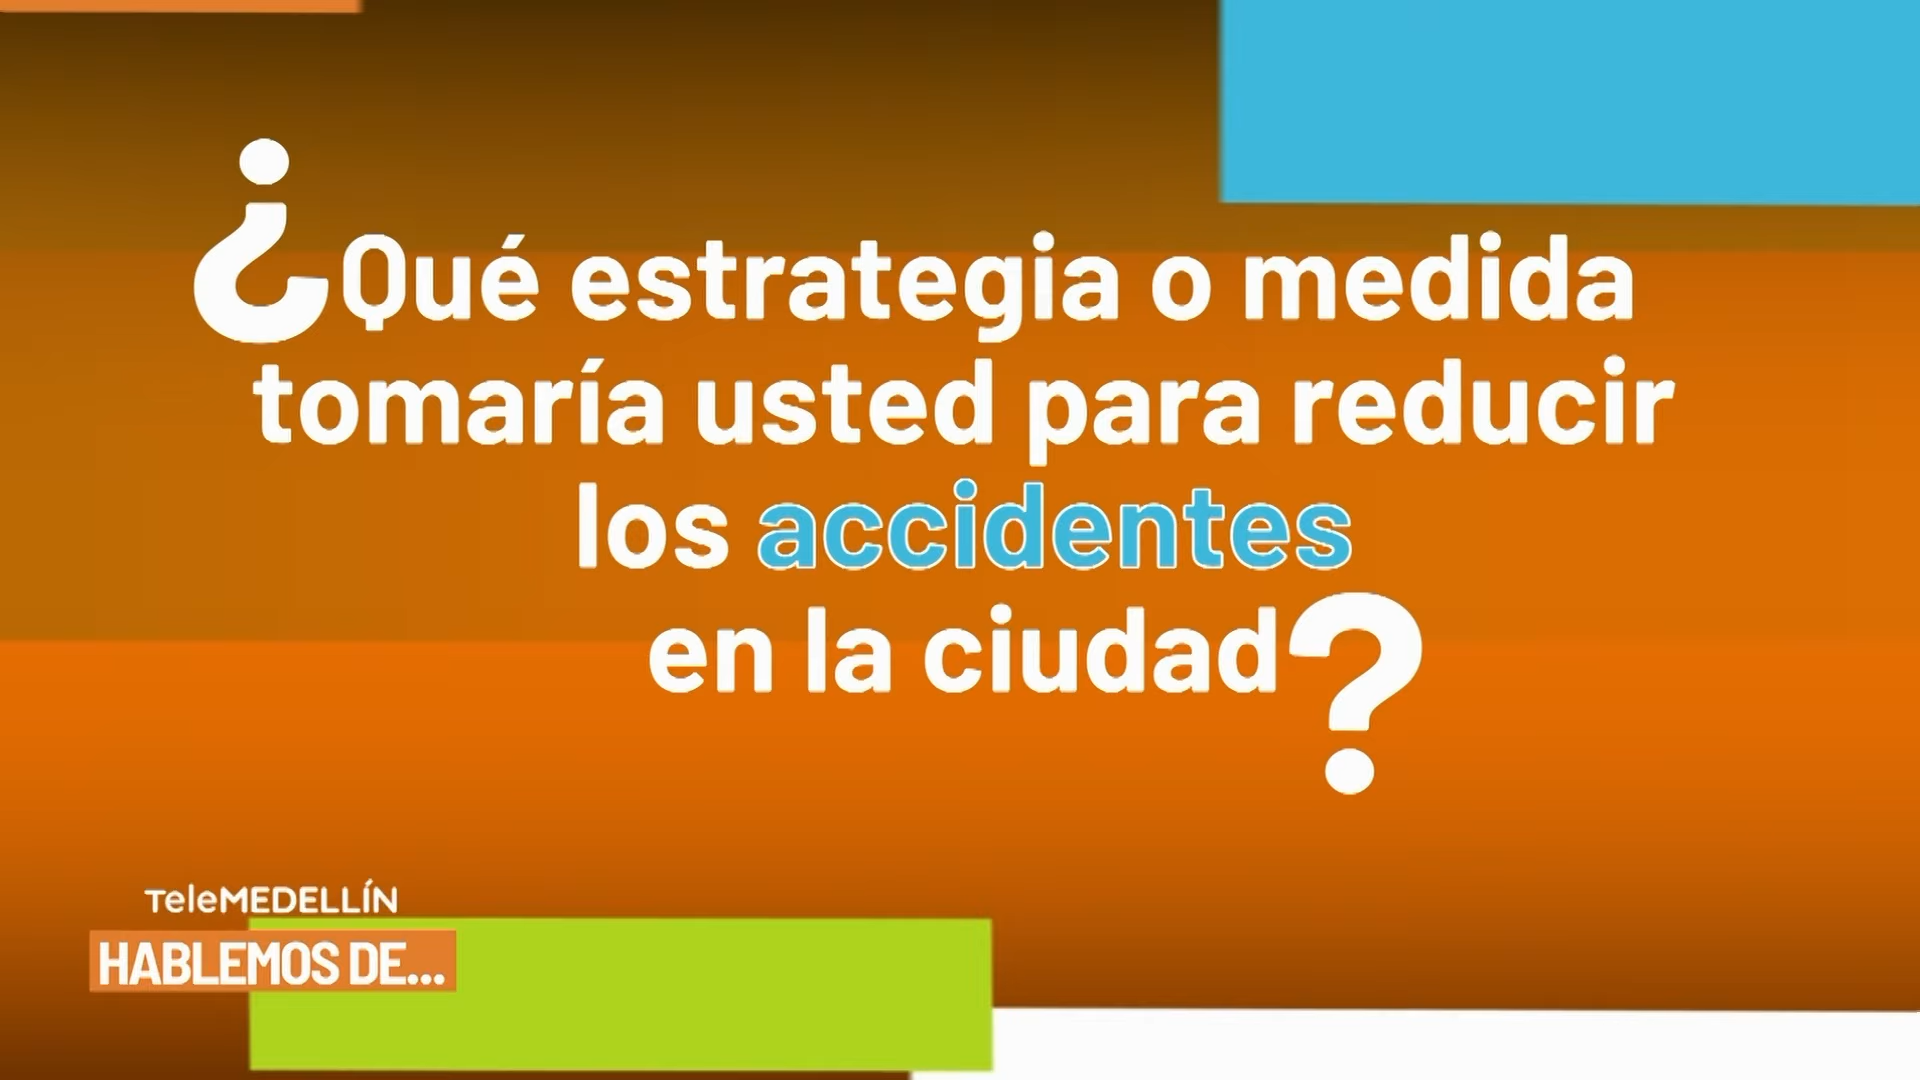 ¿Qué estrategia o medida
tomaría usted para reducir
los accidentes
en la ciudad?
TeleMEDELLÍN
HABLEMOS DE...